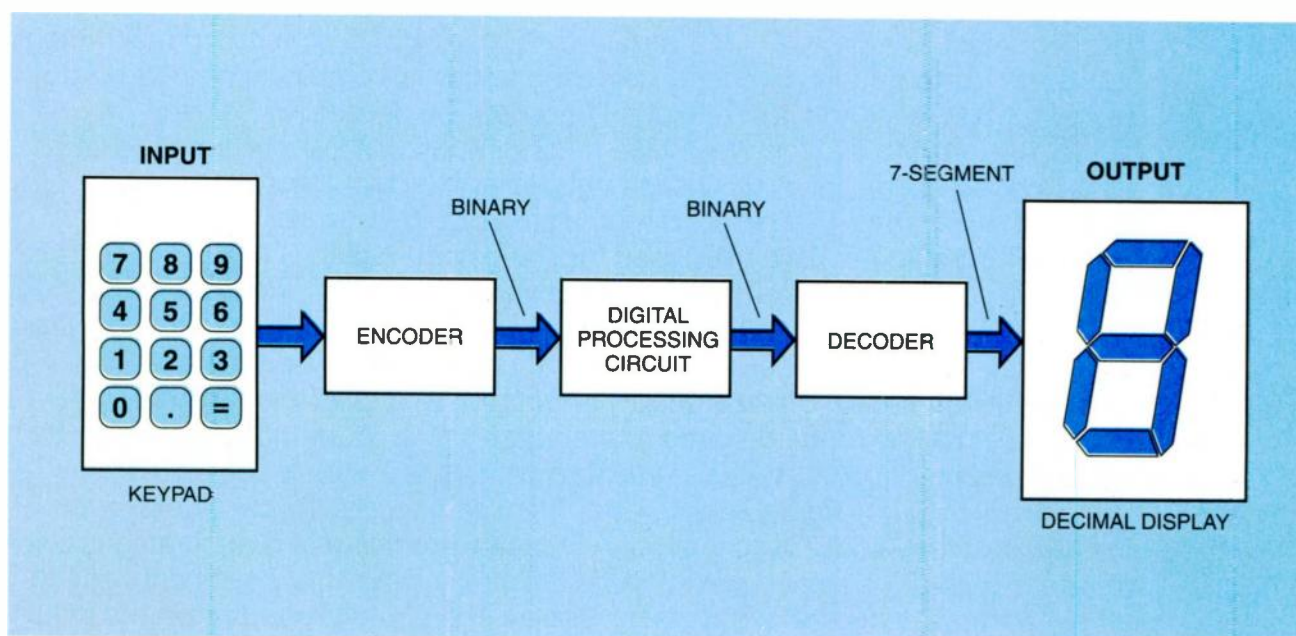 INPUT
7 8 9
4 5 6
1 2 3
0 . =
KEYPAD
ENCODER
BINARY
DIGITAL
PROCESSING
CIRCUIT
BINARY
DECODER
7-SEGMENT
OUTPUT
8
DECIMAL DISPLAY